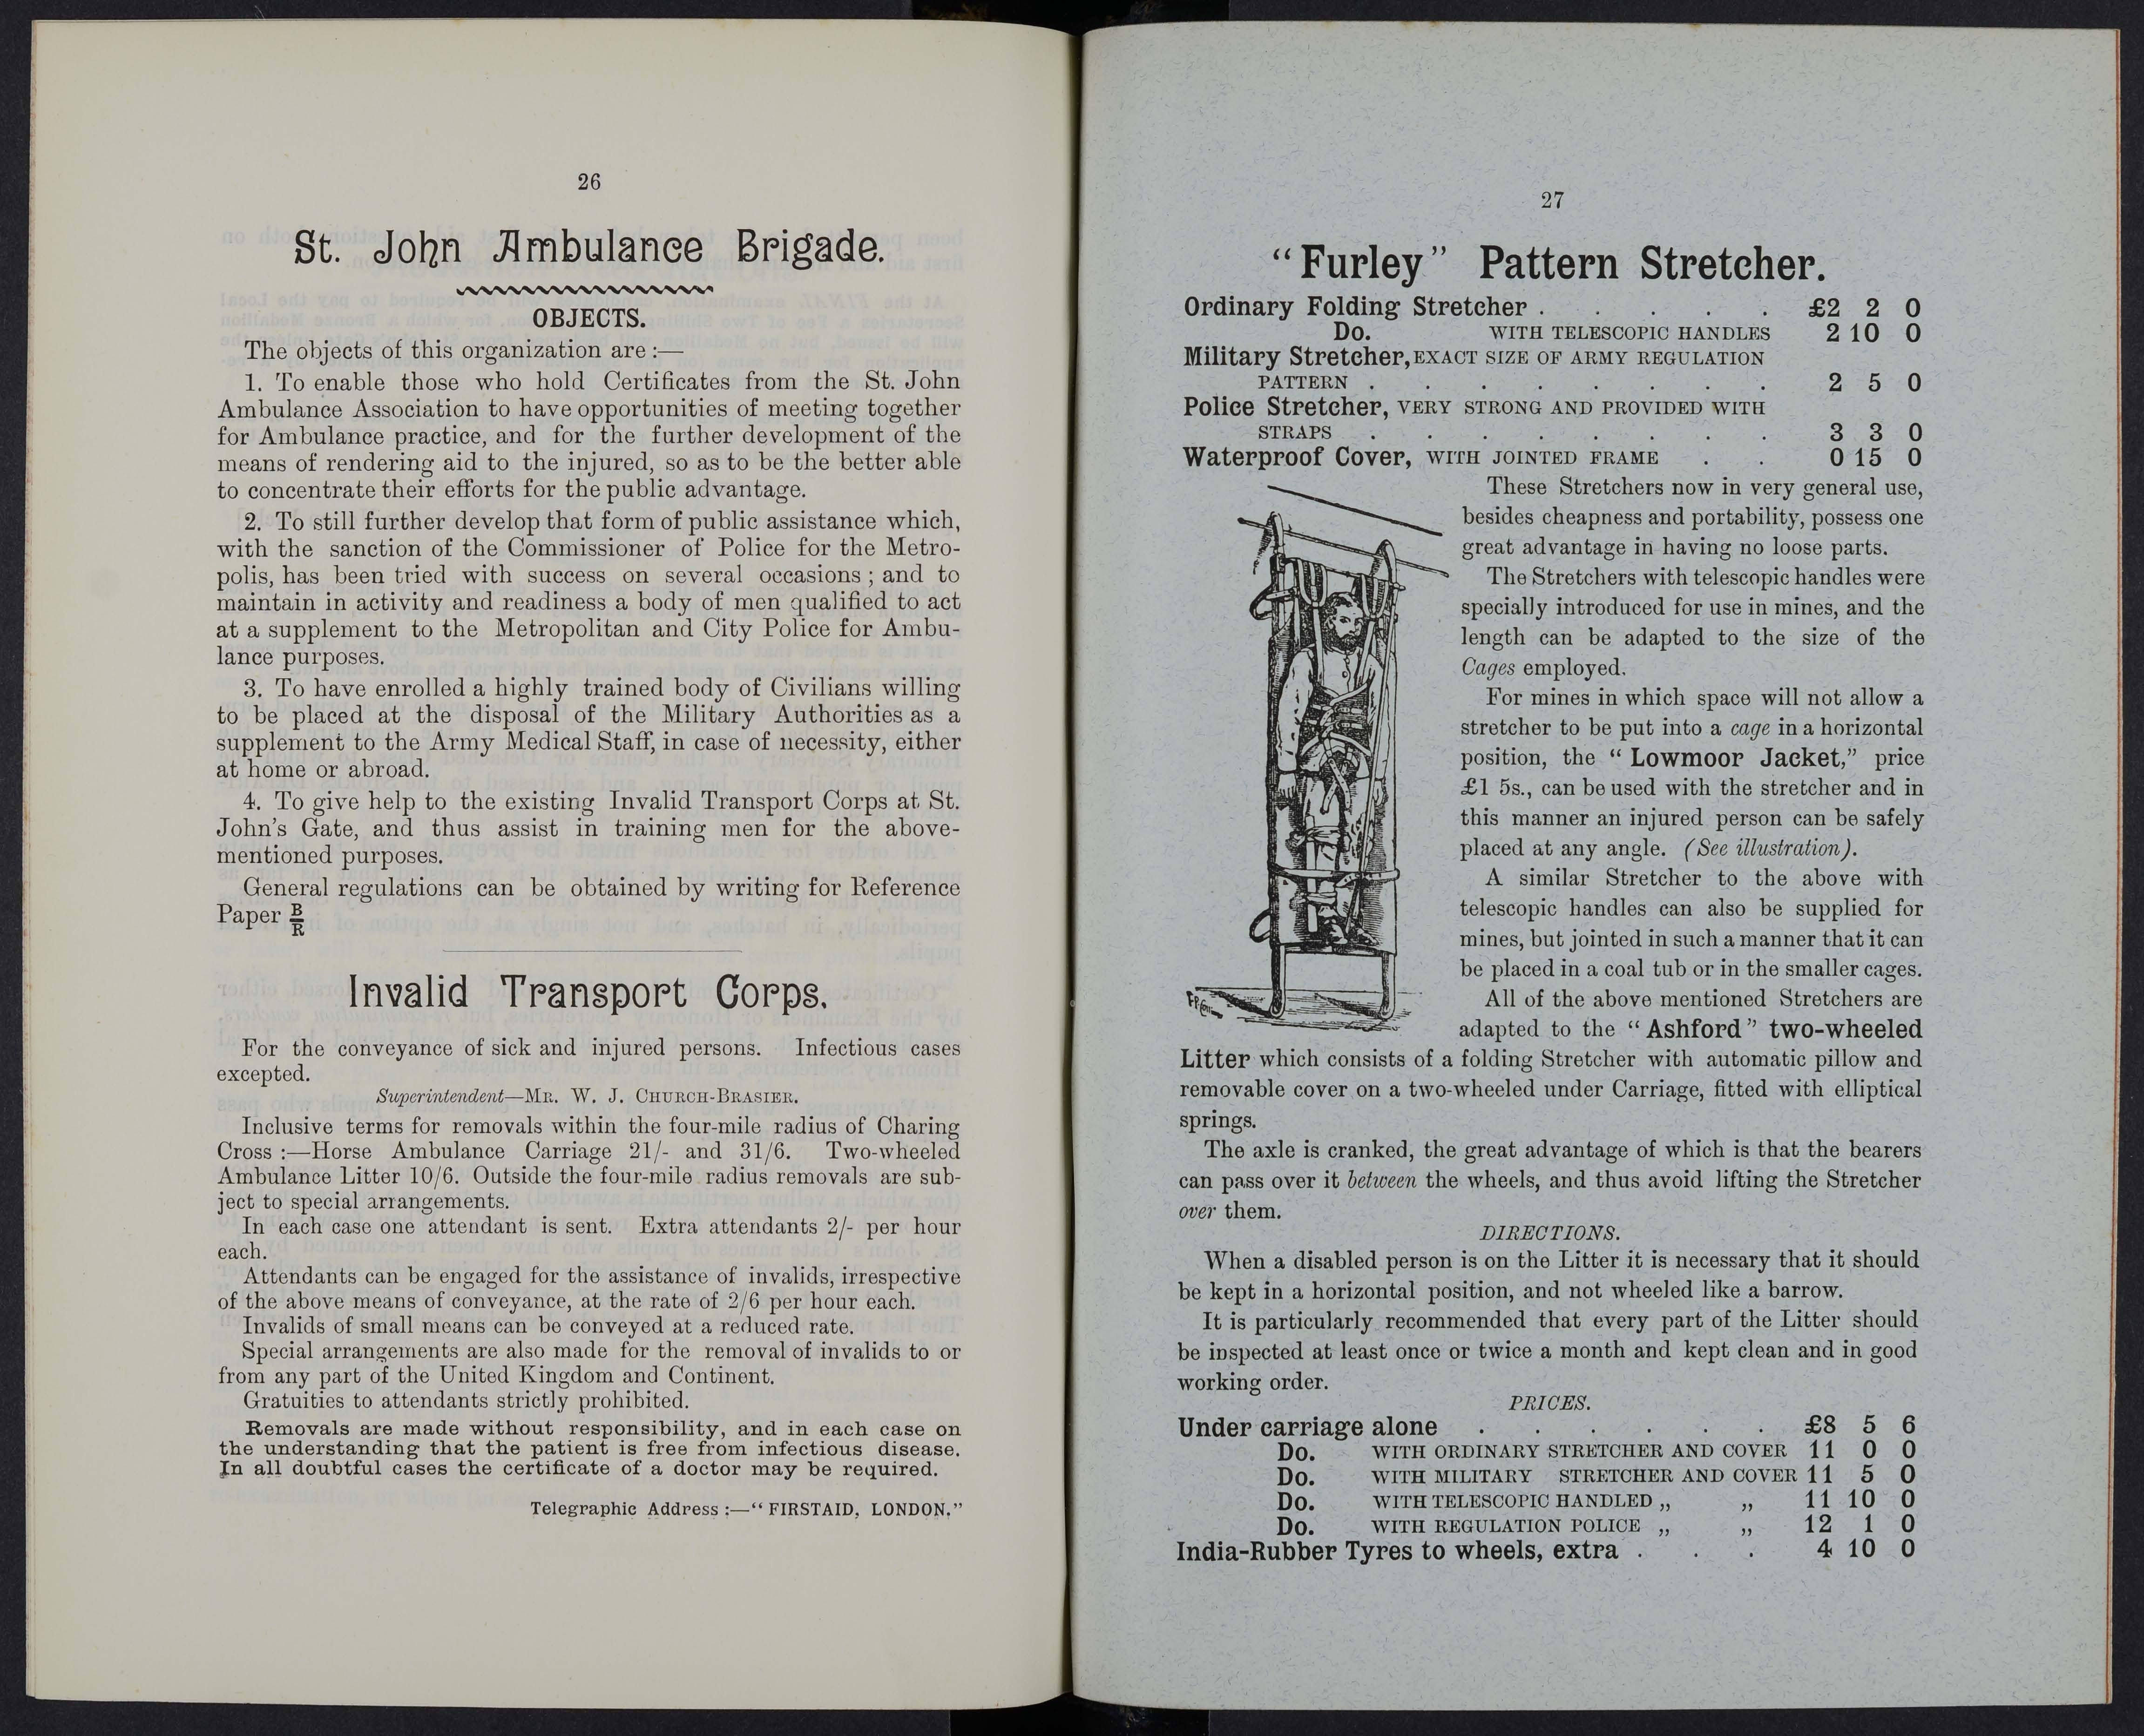 26
St. John Ambulance Brigade.
OBJECTS.
The objects of this organization are :—
1. To enable those who hold Certificates from the St. John
Ambulance Association to have opportunities of meeting together
for Ambulance practice, and for the further development of the
means of rendering aid to the injured, so as to be the better able
to concentrate their efforts for the public advantage.
2. To still further develop that form of public assistance which,
with the sanction of the Commissioner of Police for the Metro-
polis, has been tried with success on several occasions ; and to
maintain in activity and readiness a body of men qualified to act
at a supplement to the Metropolitan and City Police for Ambu-
lance purposes.
3. To have enrolled a highly trained body of Civilians willing
to be placed at the disposal of the Military Authorities as a
supplement to the Army Medical Staff, in case of necessity, either
at home or abroad.
4. To give help to the existing Invalid Transport Corps at St.
John's Gate, and thus assist in training men for the above-
mentioned purposes.
General regulations can be obtained by writing for Reference
Paper B/R
Invalid Transport Corps.
For the conveyance of sick and injured persons. Infectious cases
excepted.
Superintendent—MR. W. J. CHURCH-BRASIER.
Inclusive terms for removals within the four-mile radius of Charing
Cross :—Horse Ambulance Carriage 21/- and 31/6. Two-wheeled
Ambulance Litter 10/6. Outside the four-mile radius removals are sub-
ject to special arrangements.
In each case one attendant is sent. Extra attendants 2/- per hour
each.
Attendants can be engaged for the assistance of invalids, irrespective
of the above means of conveyance, at the rate of 2/6 per hour each.
Invalids of small means can be conveyed at a reduced rate.
Special arrangements are also made for the removal of invalids to or
from any part of the United Kingdom and Continent.
Gratuities to attendants strictly prohibited.
Removals are made without responsibility, and in each case on
the understanding that the patient is free from infectious disease.
In all doubtful cases the certificate of a doctor may be required.
Telegraphic Address :—“ FIRSTAID, LONDON.”
27
“Furley” Pattern Stretcher.
Ordinary Folding Stretcher . . . . . £2 2 0
Do. WITH TELESCOPIC HANDLES 2 10 0
Military Stretcher, EXACT SIZE OF ARMY REGULATION
PATTERN . . . . . . . . 2 5 0
Police Stretcher, VERY STRONG AND PROVIDED WITH
STRAPS . . . . . . . . 3 3 0
Waterproof Cover, WITH JOINTED FRAME . . 0 15 0
These Stretchers now in very general use,
besides cheapness and portability, possess one
great advantage in having no loose parts.
The Stretchers with telescopic handles were
specially introduced for use in mines, and the
length can be adapted to the size of the
Cages employed.
For mines in which space will not allow a
stretcher to be put into a cage in a horizontal
position, the “ Lowmoor Jacket,” price
£1 5s., can be used with the stretcher and in
this manner an injured person can be safely
placed at any angle. (See illustration).
A similar Stretcher to the above with
telescopic handles can also be supplied for
mines, but jointed in such a manner that it can
be placed in a coal tub or in the smaller cages.
All of the above mentioned Stretchers are
adapted to the “ Ashford ” two-wheeled
Litter which consists of a folding Stretcher with automatic pillow and
removable cover on a two-wheeled under Carriage, fitted with elliptical
springs.
The axle is cranked, the great advantage of which is that the bearers
can pass over it between the wheels, and thus avoid lifting the Stretcher
over them.
DIRECTIONS.
When a disabled person is on the Litter it is necessary that it should
be kept in a horizontal position, and not wheeled like a barrow.
It is particularly recommended that every part of the Litter should
be inspected at least once or twice a month and kept clean and in good
working order.
PRICES.
Under carriage alone . . . . . . £8 5 6
Do. WITH ORDINARY STRETCHER AND COVER 11 0 0
Do. WITH MILITARY STRETCHER AND COVER 11 5 0
Do. WITH TELESCOPIC HANDLED „ „ 11 10 0
Do. WITH REGULATION POLICE „ „ 12 1 0
India-Rubber Tyres to wheels, extra . . . 4 10 0